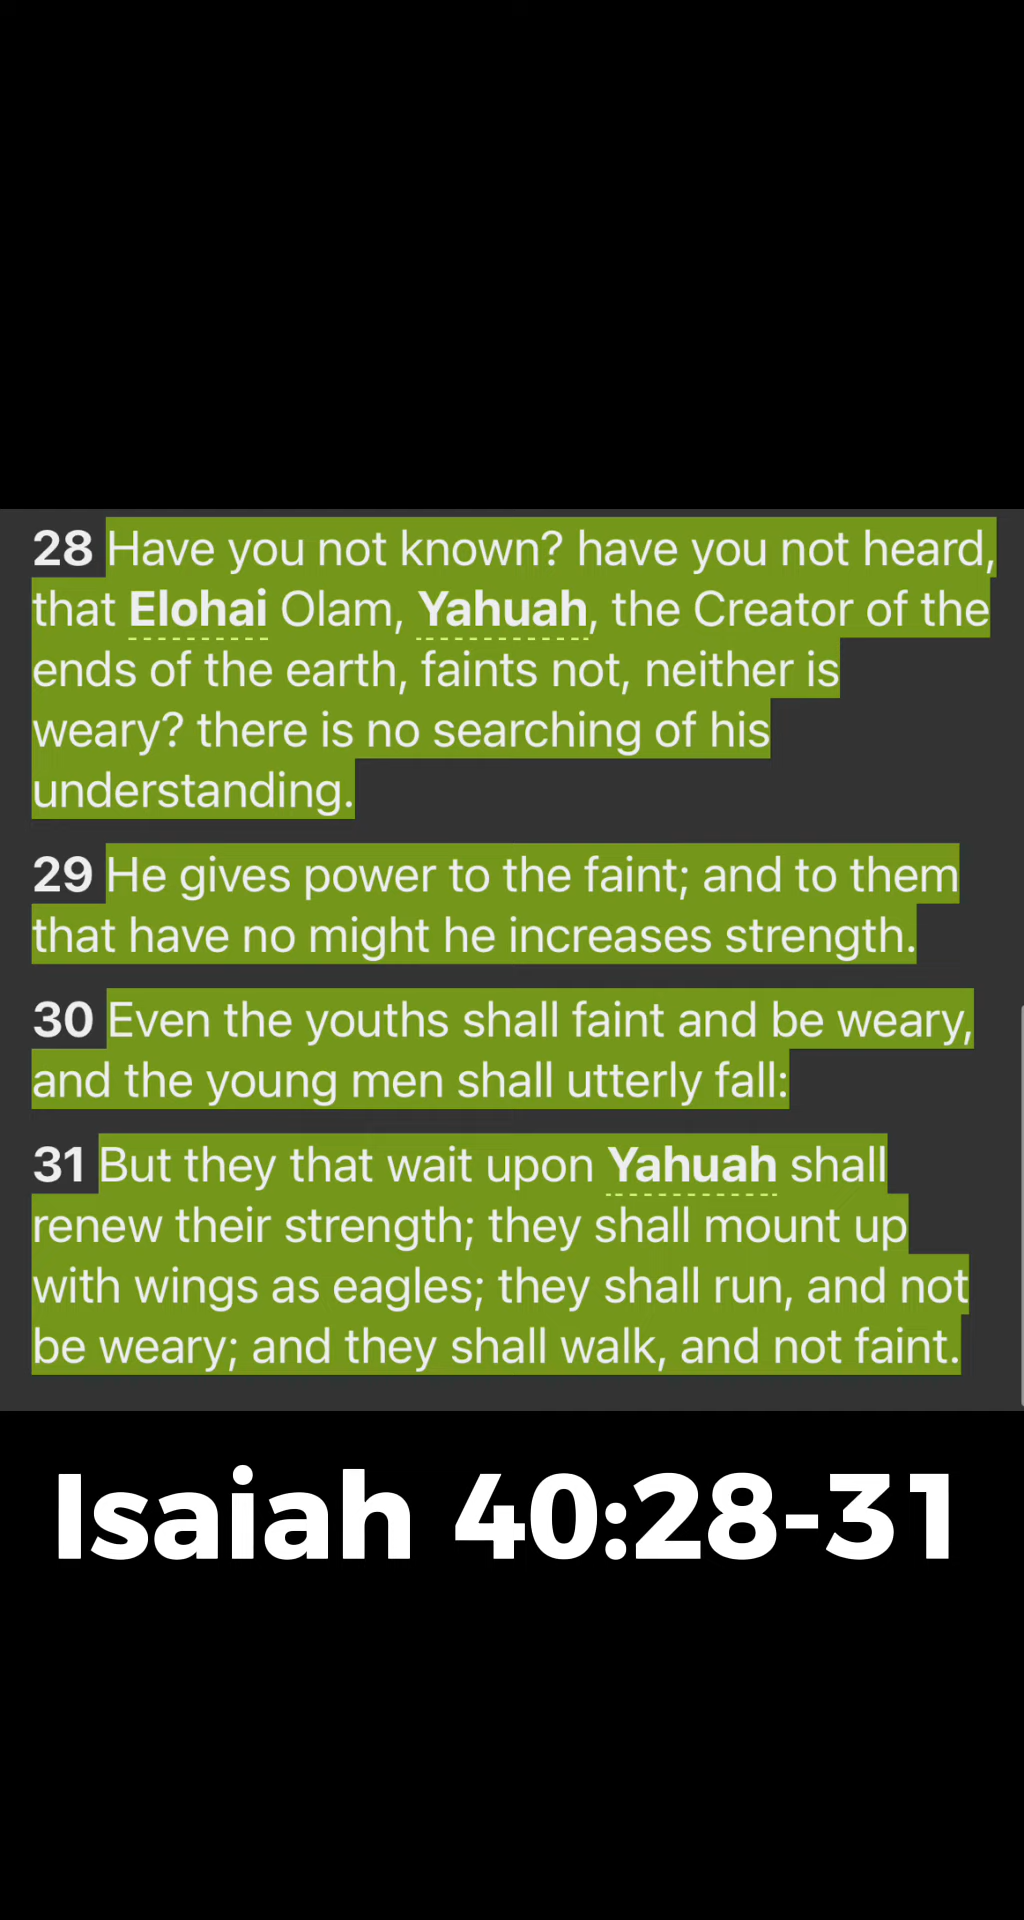 28 Have you not known? have you not heard,
that Elohai Olam, Yahuah, the Creator of the
ends of the earth, faints not, neither is
weary? there is no searching of his
understanding.
29 He gives power to the faint; and to them
that have no might he increases strength.
30 Even the youths shall faint and be weary,
and the young men shall utterly fall:
31 But they that wait upon Yahuah shall
renew their strength; they shall mount up
with wings as eagles; they shall run, and not
be weary; and they shall walk, and not faint.
Isaiah 40:28-31